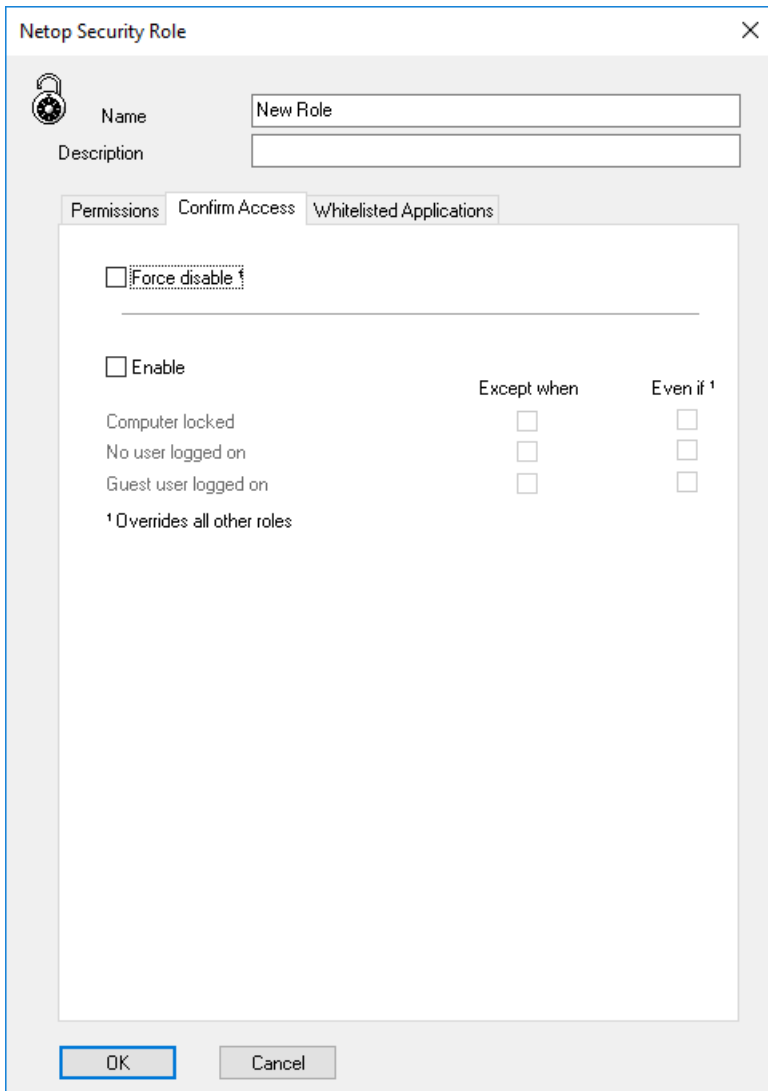 Netop Security Role
Name New Role
Description
Permissions Confirm Access Whitelisted Applications
Force disable ¹
Enable
Except when Even if ¹
Computer locked
No user logged on
Guest user logged on
¹ Overrides all other roles
OK Cancel